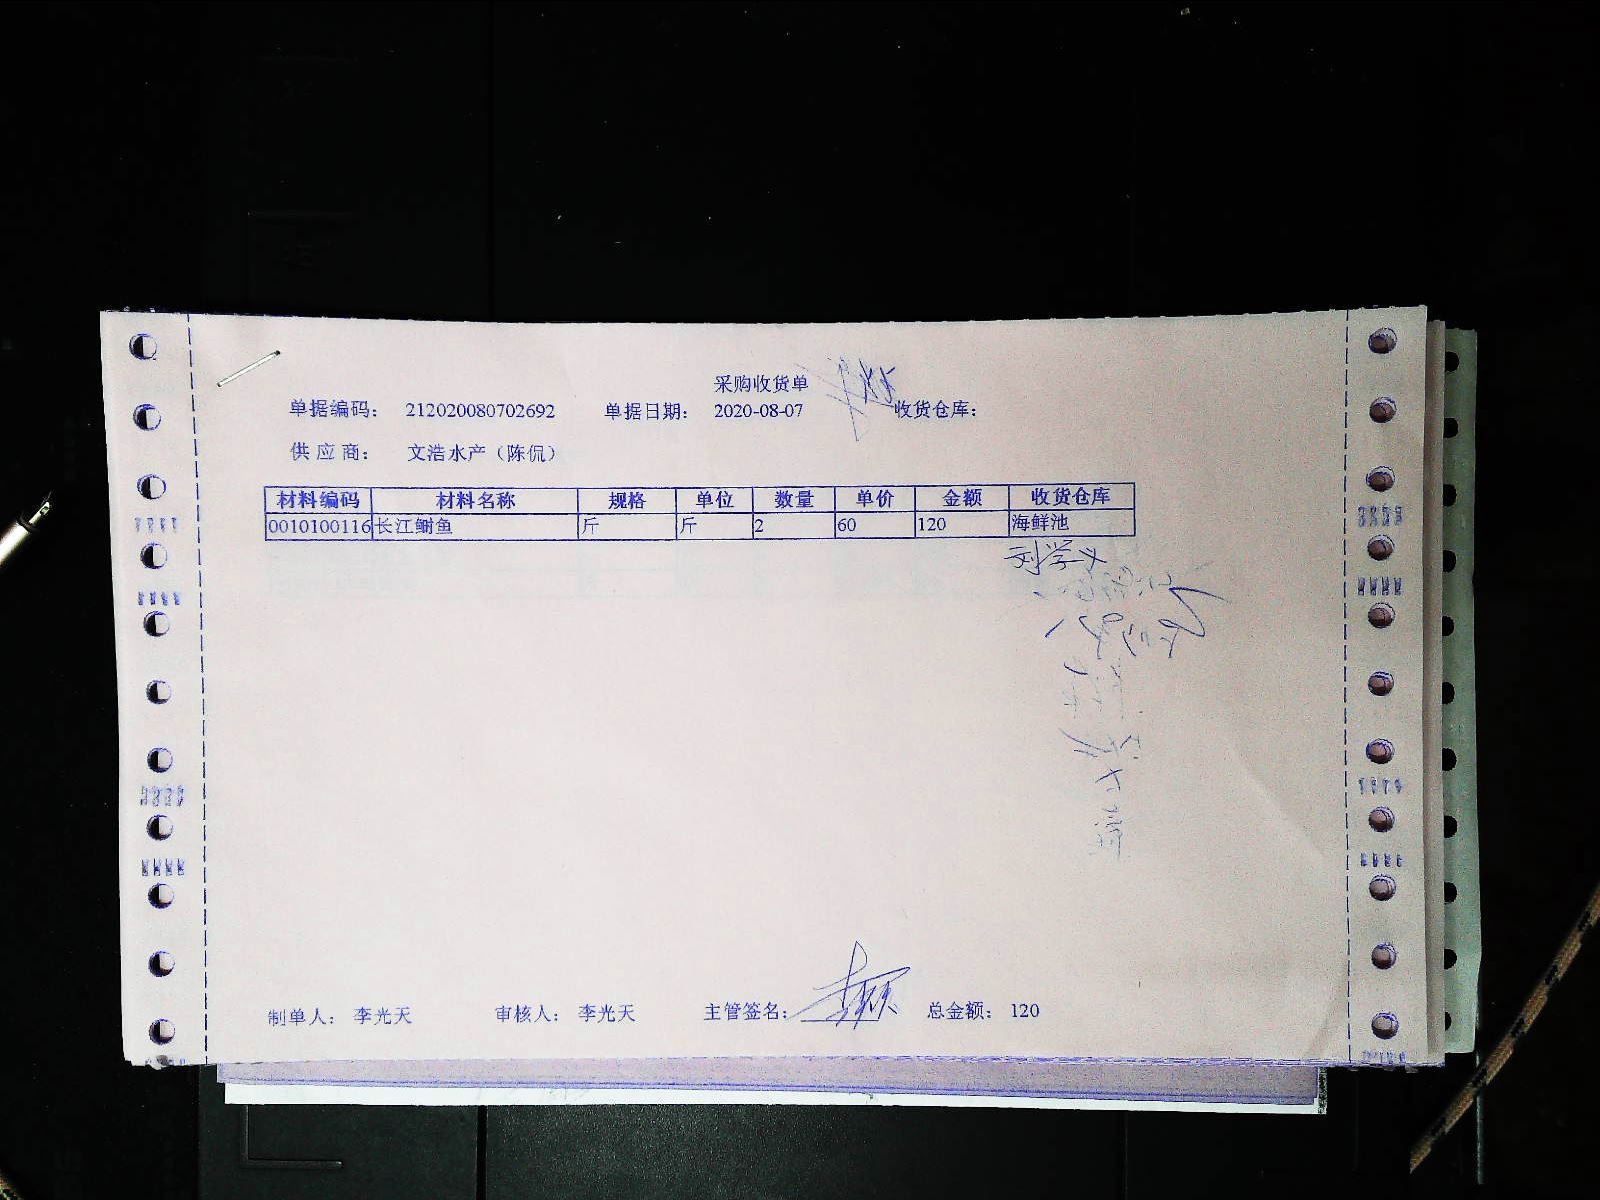 采购收货单
单据编码： 212020080702692 单据日期： 2020-08-07 收货仓库：
供应商： 文浩水产（陈侃）
材料编码 材料名称 规格 单位 数量 单价 金额 收货仓库
0010100116 长江鮰鱼 斤 斤 2 60 120 海鲜池
刘学义
制单人： 李光天 审核人： 李光天 主管签名： 总金额： 120